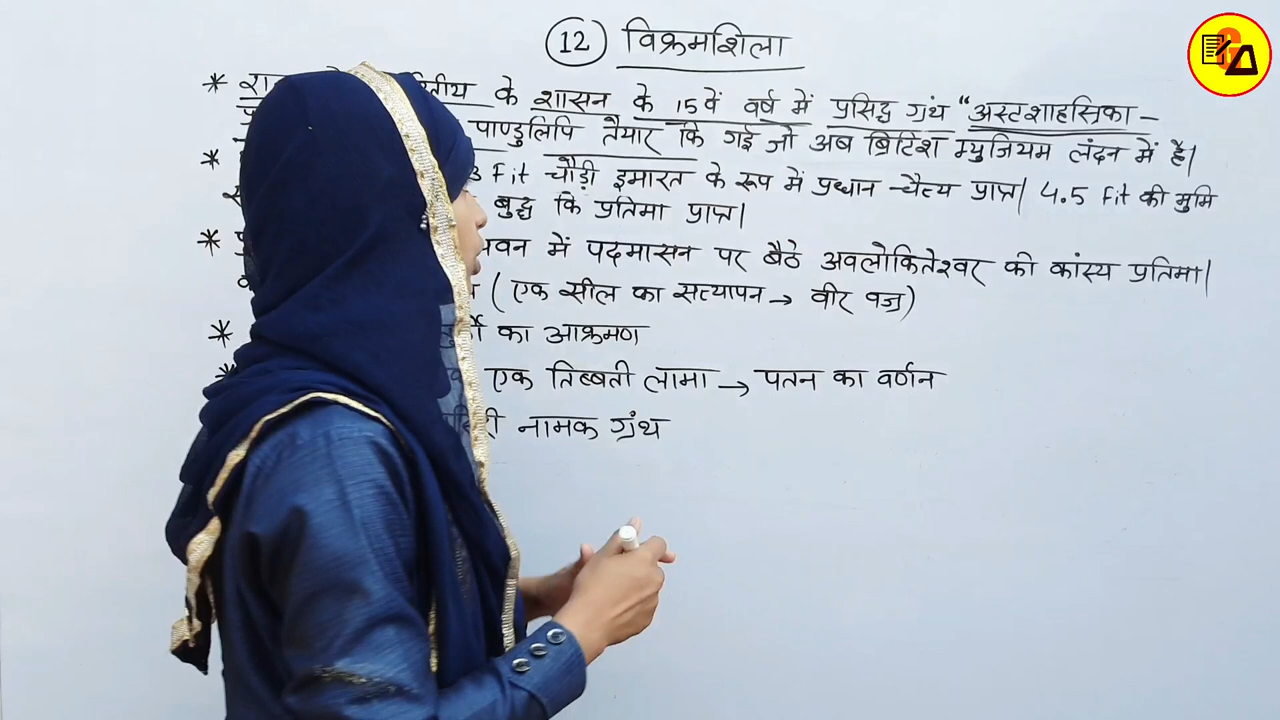 12 विक्रमशिला
* के शासन के 15 वें वर्ष में प्रसिद्ध ग्रंथ "अस्टशाहस्त्रिका -
पाण्डुलिपि तैयार कि गई जो अब ब्रिटिश म्युजियम लंदन में है।
* Fit चौड़ी इमारत के रूप में प्रधान चैत्य प्राप्त। 4.5 Fit की भुमि
बुद्ध कि प्रतिमा प्राप्त।
* में पदमासन पर बैठे अवलोकितेश्वर की कांस्य प्रतिमा।
( एक सील का सत्यापन → वीर वज्र )
* का आक्रमण
* एक तिब्बती लामा → पतन का वर्णन
नामक ग्रंथ